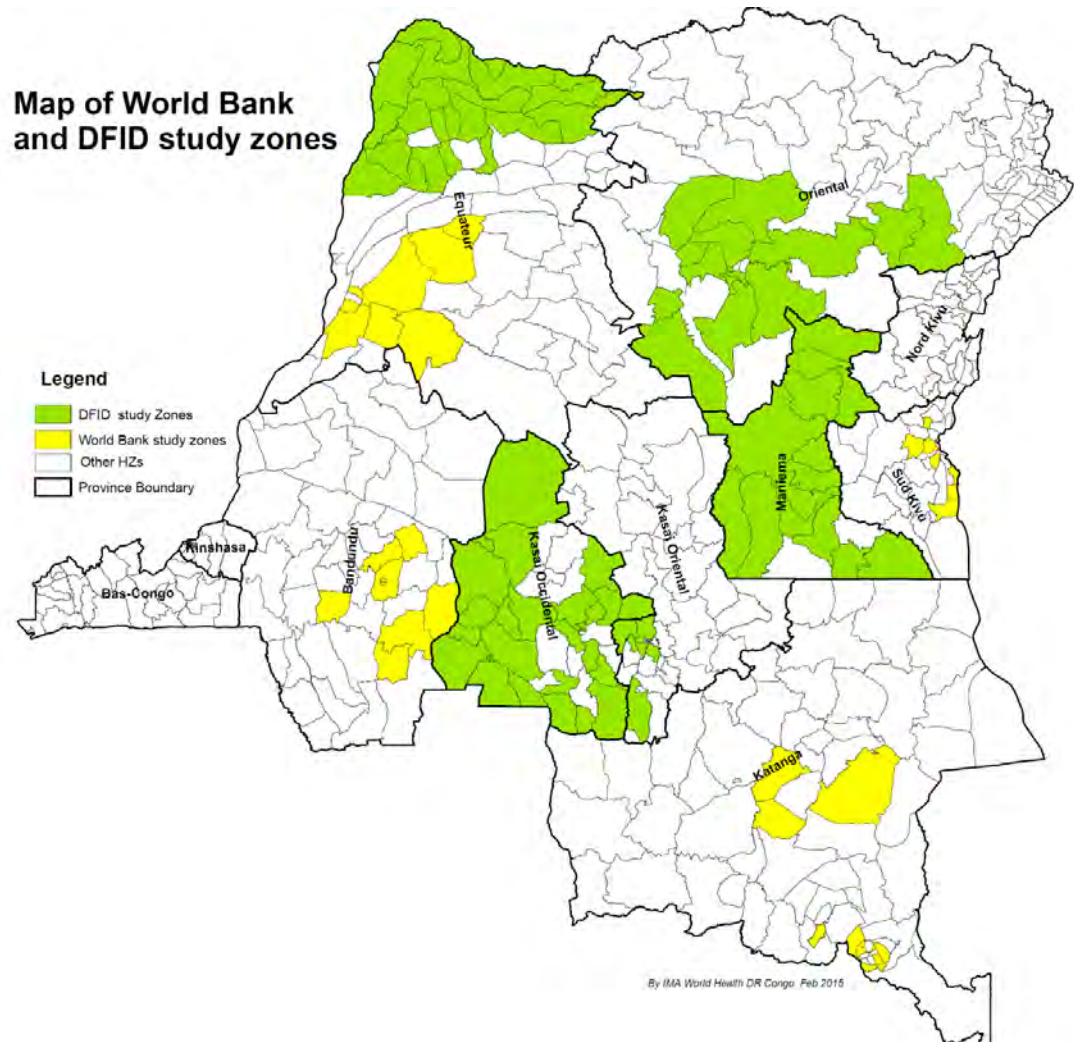 Map of World Bank
and DFID study zones
Oriental
Equateur
Nord Kivu
Legend
DFID study Zones
World Bank study zones
Other HZs
Province Boundary
Maniema
Sud Kivu
Kasai Oriental
Kasai Occidental
Bandundu
Kinshasa
Bas-Congo
Katanga
By IMA World Health DR Congo Feb 2015